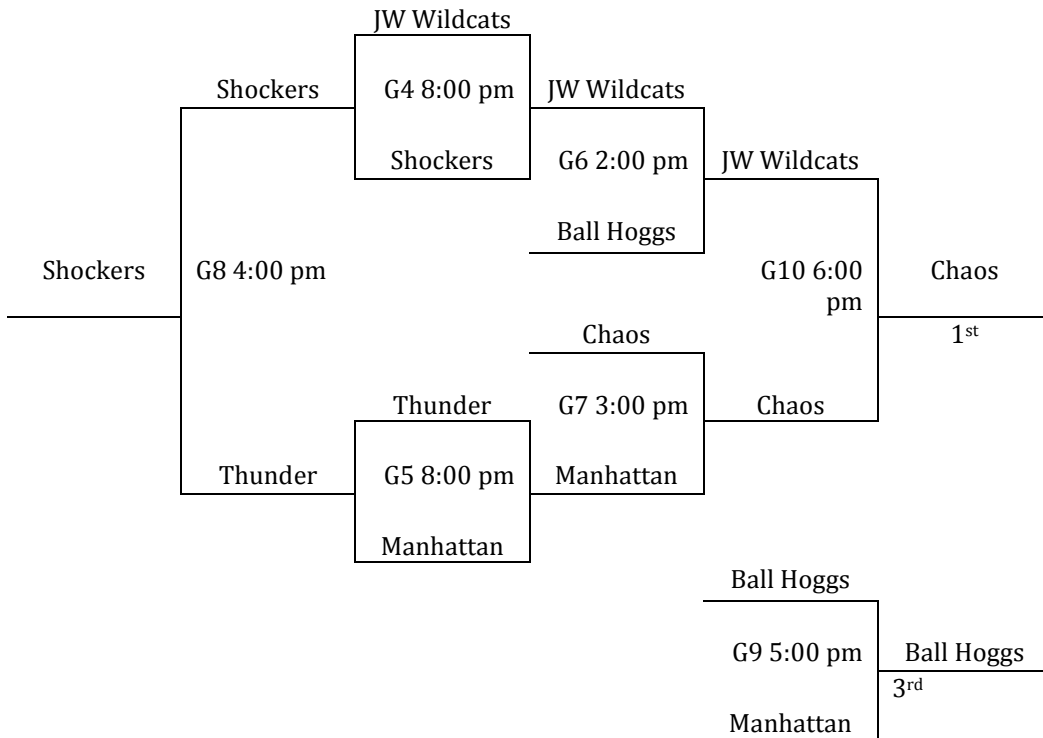 JW Wildcats
Shockers G4 8:00 pm JW Wildcats
Shockers G6 2:00 pm JW Wildcats
Ball Hoggs
Shockers G8 4:00 pm G10 6:00 Chaos
pm
1st
Chaos
Thunder G7 3:00 pm Chaos
Thunder G5 8:00 pm Manhattan
Manhattan
Ball Hoggs
G9 5:00 pm Ball Hoggs
3rd
Manhattan